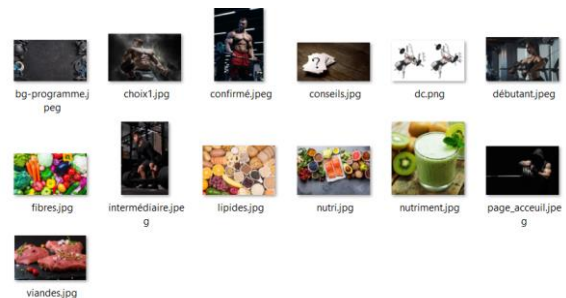 bg-programme.j
peg
choix1.jpg
confirmé.jpeg
conseils.jpg
dc.png
débutant.jpeg
fibres.jpg
intermédiaire.jpe
g
lipides.jpg
nutri.jpg
nutriment.jpg
page_acceuil.jpe
g
viandes.jpg